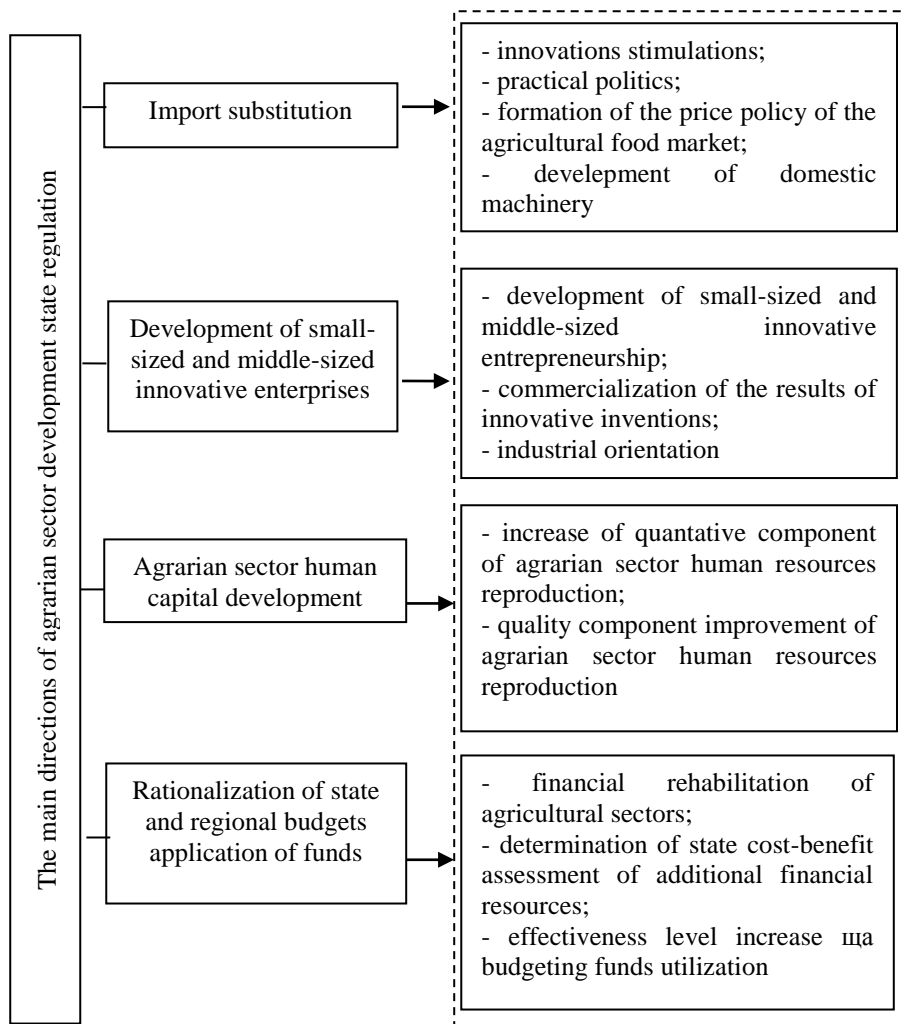 The main directions of agrarian sector development state regulation
Import substitution
- innovations stimulations;
- practical politics;
- formation of the price policy of the
agricultural food market;
- develepment of domestic
machinery
Development of small-
sized and middle-sized
innovative enterprises
- development of small-sized and
middle-sized innovative
entrepreneurship;
- commercialization of the results of
innovative inventions;
- industrial orientation
Agrarian sector human
capital development
- increase of quantative component
of agrarian sector human resources
reproduction;
- quality component improvement of
agrarian sector human resources
reproduction
Rationalization of state
and regional budgets
application of funds
- financial rehabilitation of
agricultural sectors;
- determination of state cost-benefit
assessment of additional financial
resources;
- effectiveness level increase ща
budgeting funds utilization